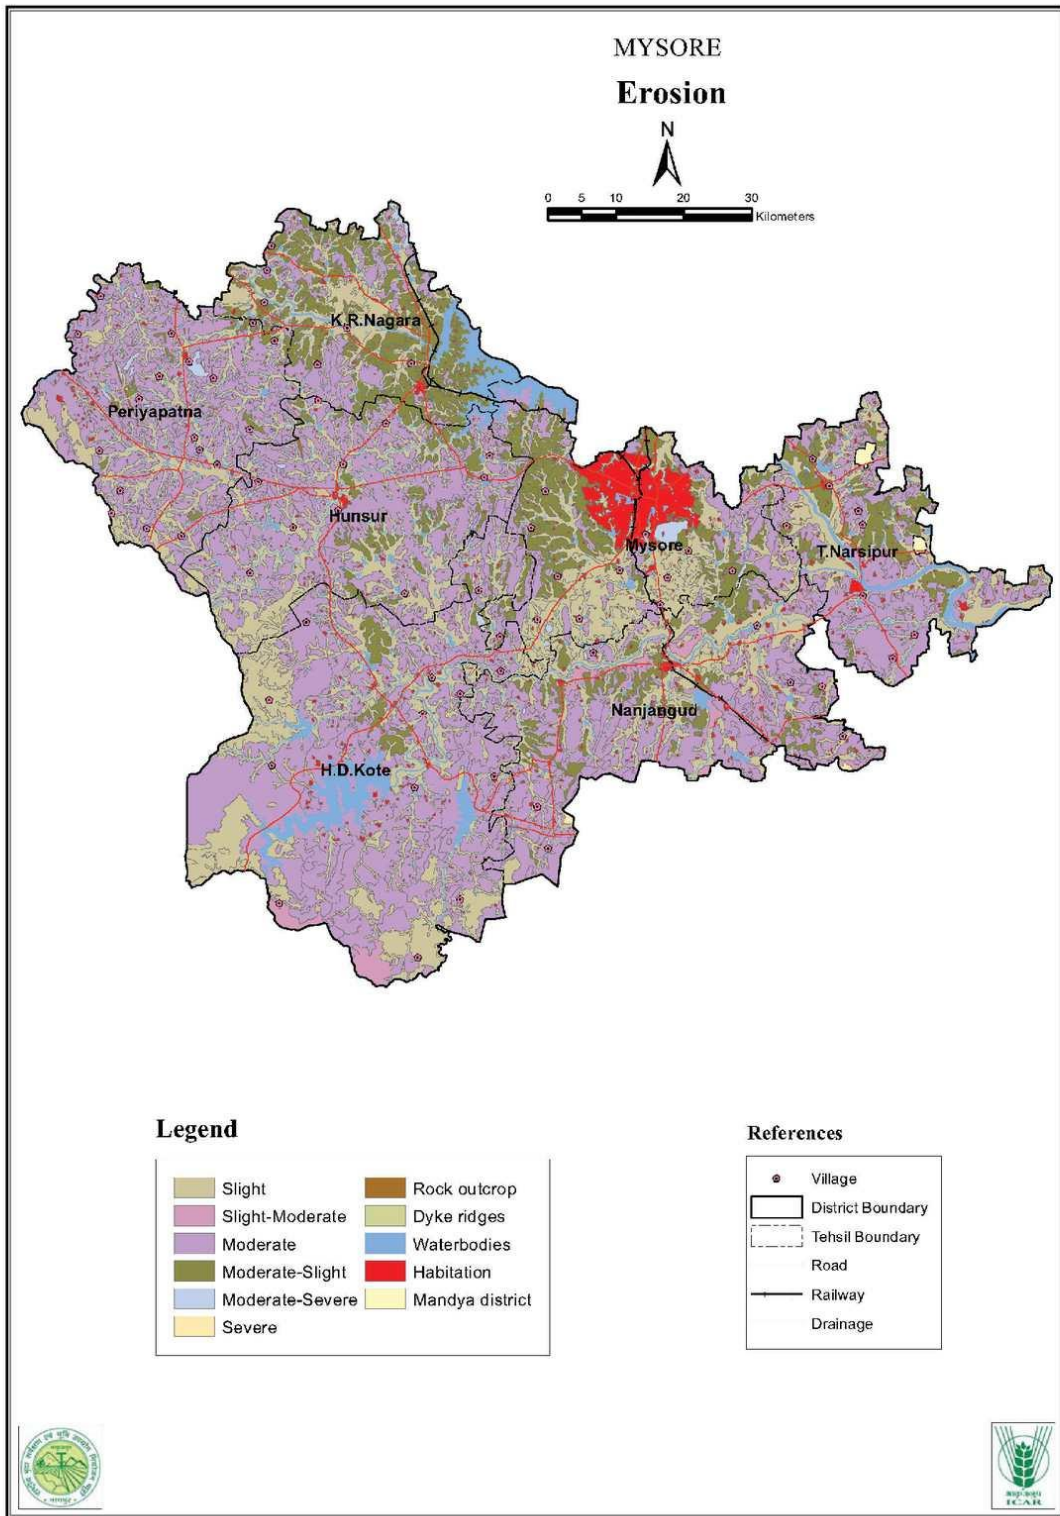 MYSORE
Erosion
N
0 5 10 20 30
Kilometers
K.R.Nagara
Periyapatna
Hunsur
Mysore
T.Narsipur
Nanjangud
H.D.Kote
Legend
Slight
Slight-Moderate
Moderate
Moderate-Slight
Moderate-Severe
Severe
Rock outcrop
Dyke ridges
Waterbodies
Habitation
Mandya district
References
Village
District Boundary
Tehsil Boundary
Road
Railway
Drainage
ICAR